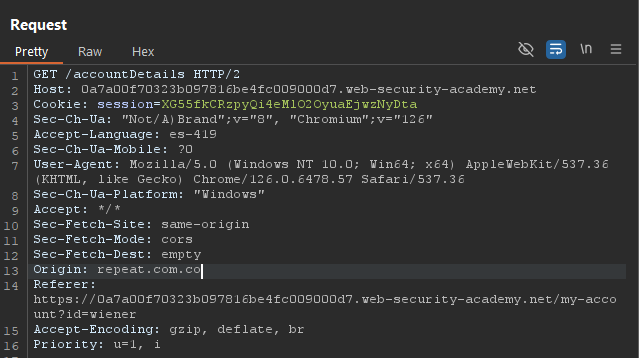 Request
Pretty Raw Hex
\n
1 GET /accountDetails HTTP/2
2 Host: 0a7a00f70323b097816be4fc009000d7.web-security-academy.net
3 Cookie: session=XG55fkCRzpyQi4eM1O2OyuaEjwzNyDta
4 Sec-Ch-Ua: "Not/A)Brand";v="8", "Chromium";v="126"
5 Accept-Language: es-419
6 Sec-Ch-Ua-Mobile: ?0
7 User-Agent: Mozilla/5.0 (Windows NT 10.0; Win64; x64) AppleWebKit/537.36
(KHTML, like Gecko) Chrome/126.0.6478.57 Safari/537.36
8 Sec-Ch-Ua-Platform: "Windows"
9 Accept: */*
10 Sec-Fetch-Site: same-origin
11 Sec-Fetch-Mode: cors
12 Sec-Fetch-Dest: empty
13 Origin: repeat.com.co
14 Referer:
https://0a7a00f70323b097816be4fc009000d7.web-security-academy.net/my-acco
unt?id=wiener
15 Accept-Encoding: gzip, deflate, br
16 Priority: u=1, i